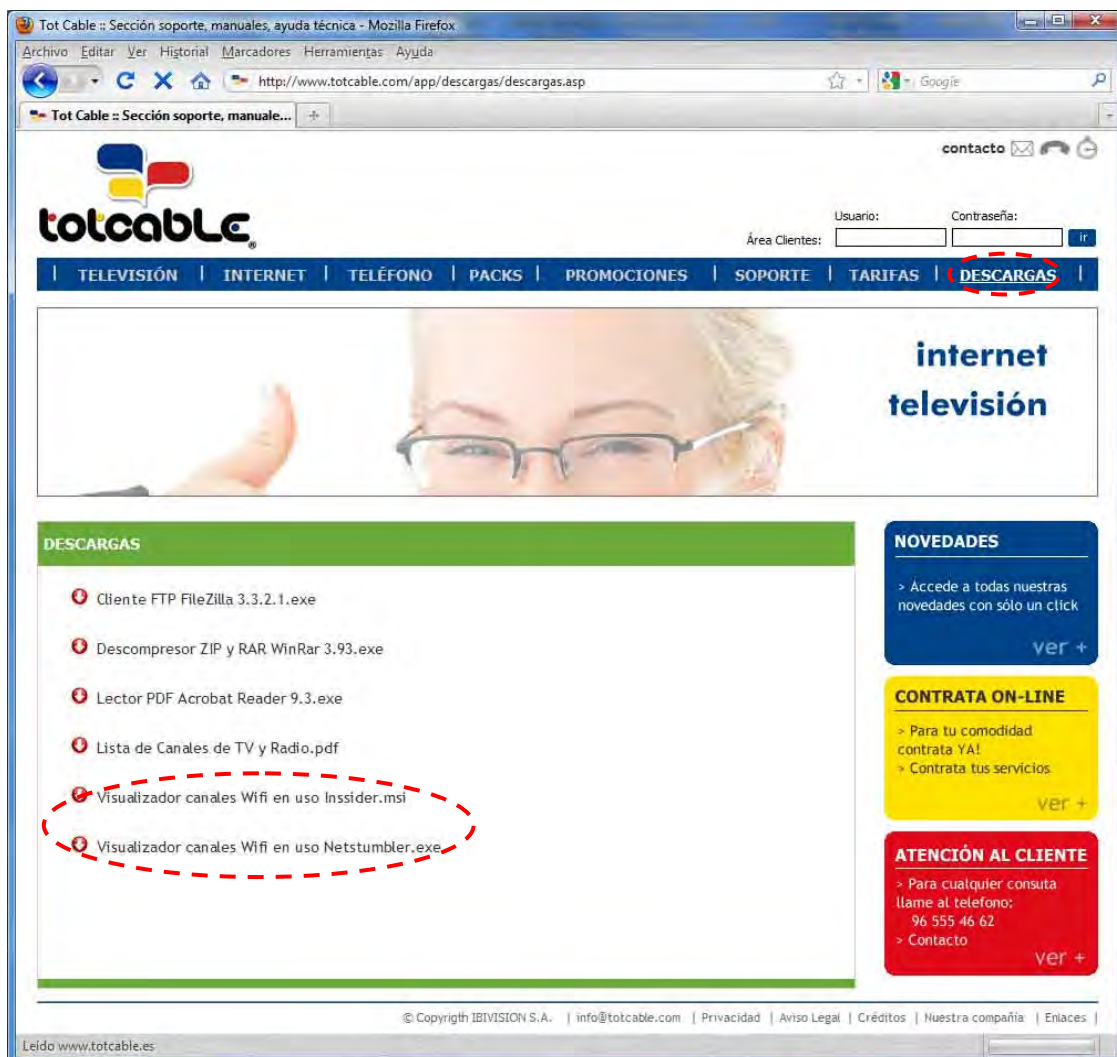 Tot Cable :: Sección soporte, manuales, ayuda técnica - Mozilla Firefox
Archivo Editar Ver Historial Marcadores Herramientas Ayuda
http://www.totcable.com/app/descargas/descargas.asp
Google
Tot Cable :: Sección soporte, manuale...
contacto
totcable®
Usuario: Contraseña:
Área Clientes: ir
TELEVISIÓN | INTERNET | TELÉFONO | PACKS | PROMOCIONES | SOPORTE | TARIFAS | DESCARGAS |
internet
televisión
DESCARGAS
Cliente FTP FileZilla 3.3.2.1.exe
Descompresor ZIP y RAR WinRar 3.93.exe
Lector PDF Acrobat Reader 9.3.exe
Lista de Canales de TV y Radio.pdf
Visualizador canales Wifi en uso Inssider.msi
Visualizador canales Wifi en uso Netstumbler.exe
NOVEDADES
> Accede a todas nuestras
novedades con sólo un click
ver +
CONTRATA ON-LINE
> Para tu comodidad
contrata YA!
> Contrata tus servicios
ver +
ATENCIÓN AL CLIENTE
> Para cualquier consuta
llame al telefono:
96 555 46 62
> Contacto
ver +
© Copyrigth IBIVISION S.A. | info@totcable.com | Privacidad | Aviso Legal | Créditos | Nuestra compañia | Enlaces |
Leido www.totcable.es